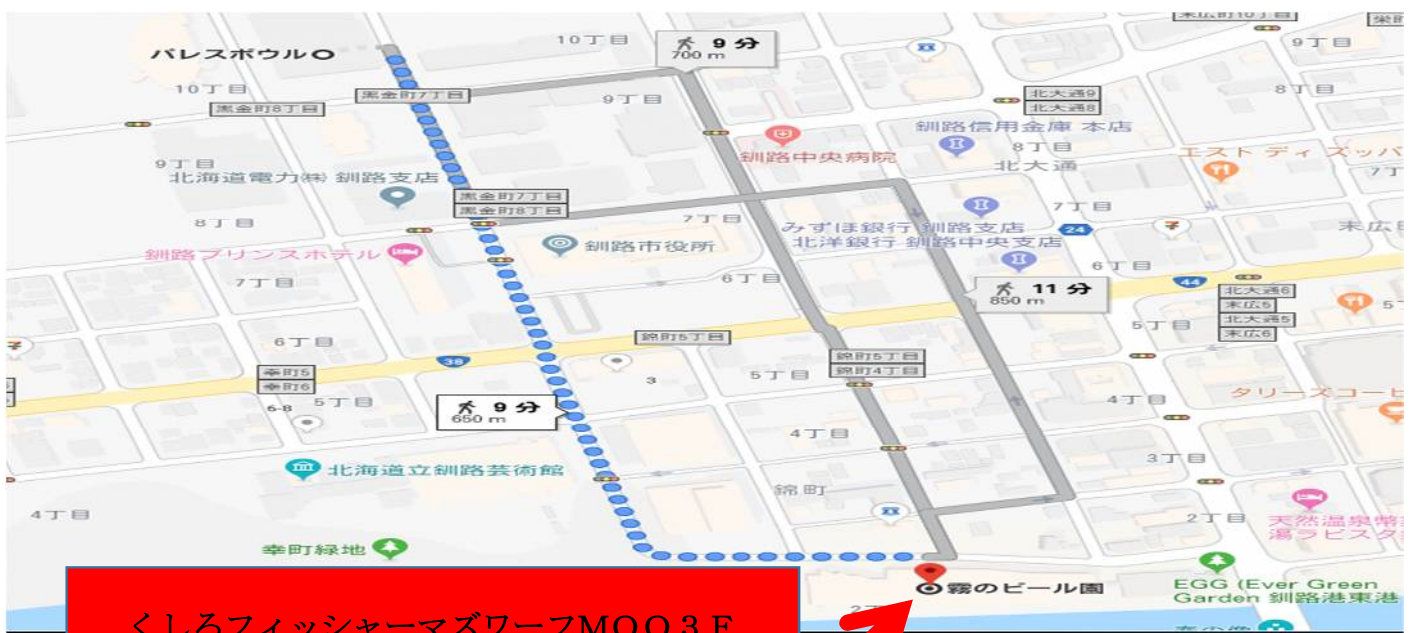 末広町10丁目
10丁目
パレスボウル
9分
700 m
9丁目
10丁目
黒金町7丁目
黒金町8丁目
9丁目
8丁目
北大通9
北大通8
釧路信用金庫 本店
8丁目
北大通
釧路中央病院
エスト ディ ズッパ
9丁目
北海道電力㈱ 釧路支店
黒金町7丁目
黒金町8丁目
7丁目
7丁目
8丁目
7丁目
みずほ銀行 釧路支店
24
北洋銀行 釧路中央支店
釧路市役所
釧路プリンスホテル
6丁目
6丁目
7丁目
11分
850 m
44
北大通6
末広5
北大通5
末広6
5丁目
6丁目
錦町5丁目
38
錦町5丁目
錦町4丁目
幸町5
幸町6
3
5丁目
6-8
5丁目
9分
650 m
4丁目
タリーズコーヒ
4丁目
3丁目
北海道立釧路芸術館
錦町
4丁目
2丁目
天然温泉幣
湯ラビスタ
幸町緑地
霧のビール園
EGG (Ever Green
Garden 釧路港東港
くしろフィッシャーマズワーフMOO3F